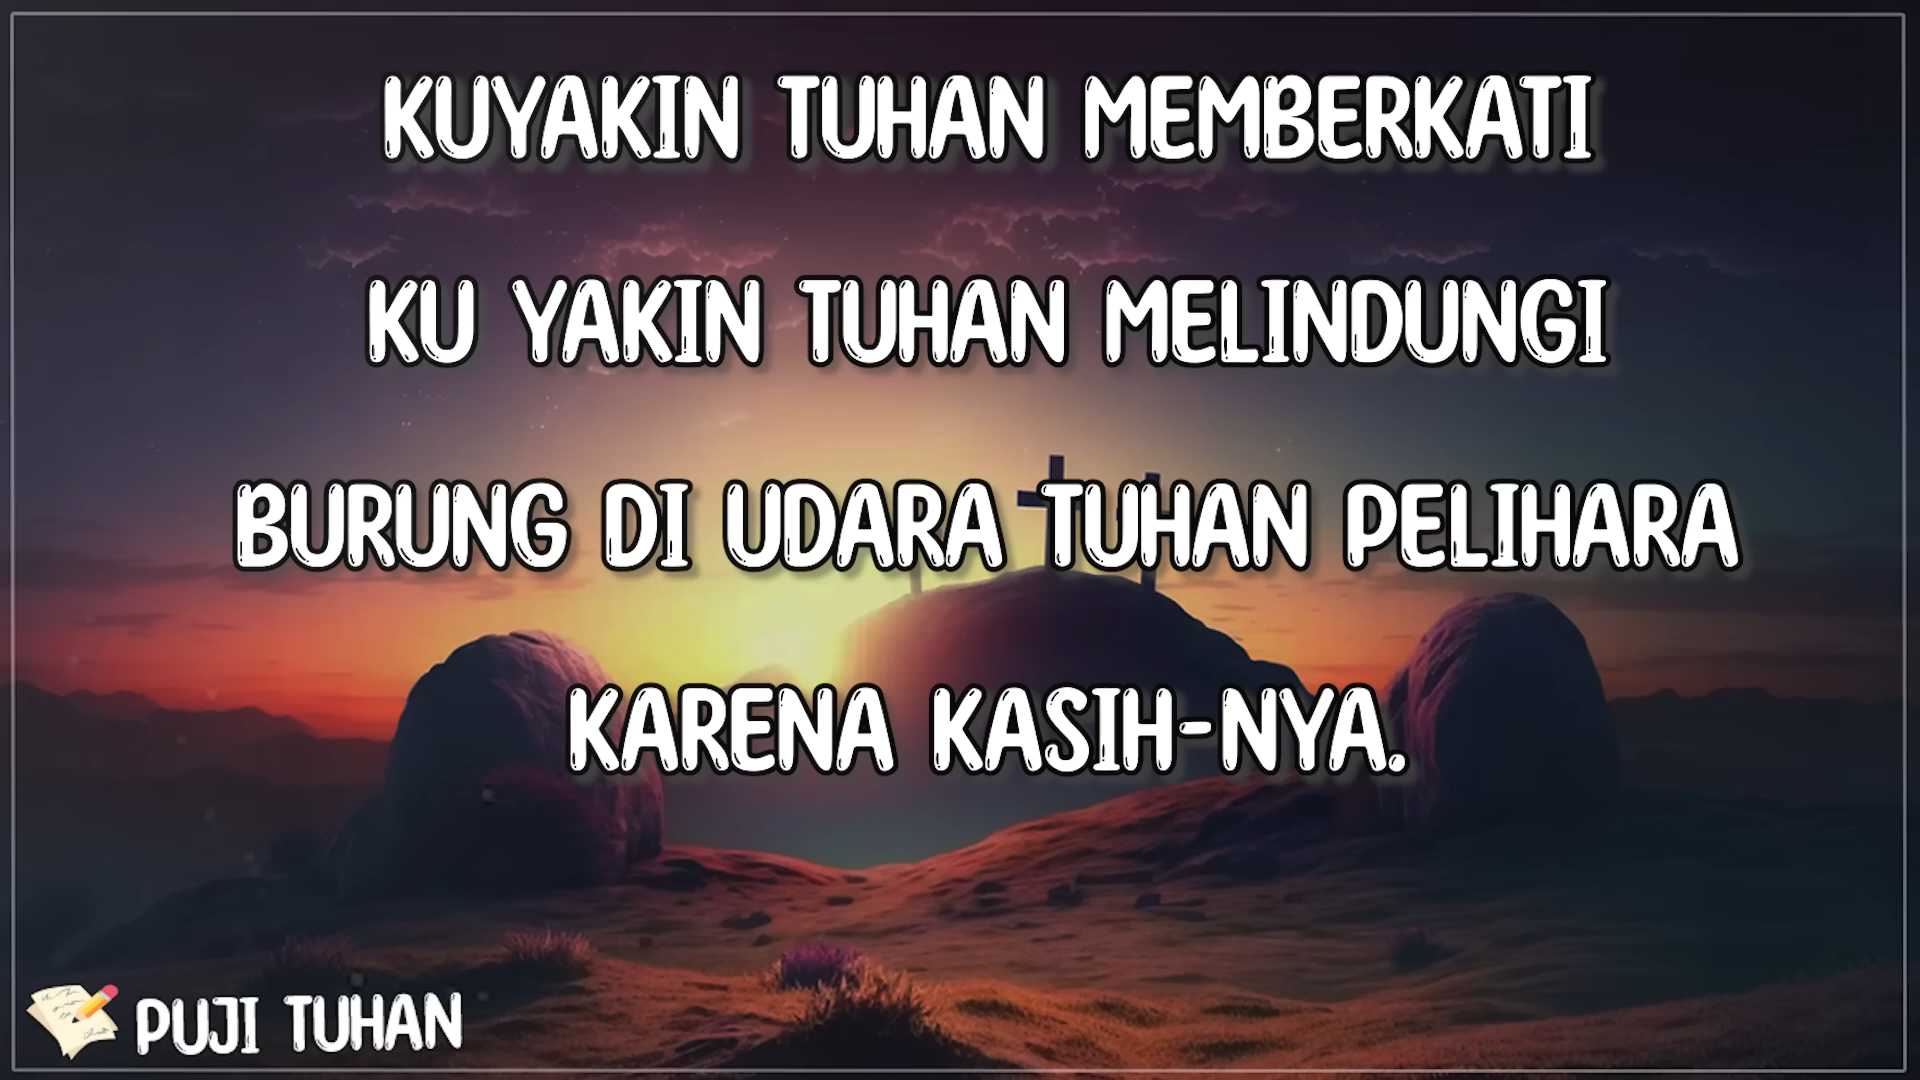 KUYAKIN TUHAN MEMBERKATI
KU YAKIN TUHAN MELINDUNGI
BURUNG DI UDARA TUHAN PELIHARA
KARENA KASIH-NYA.
PUJI TUHAN